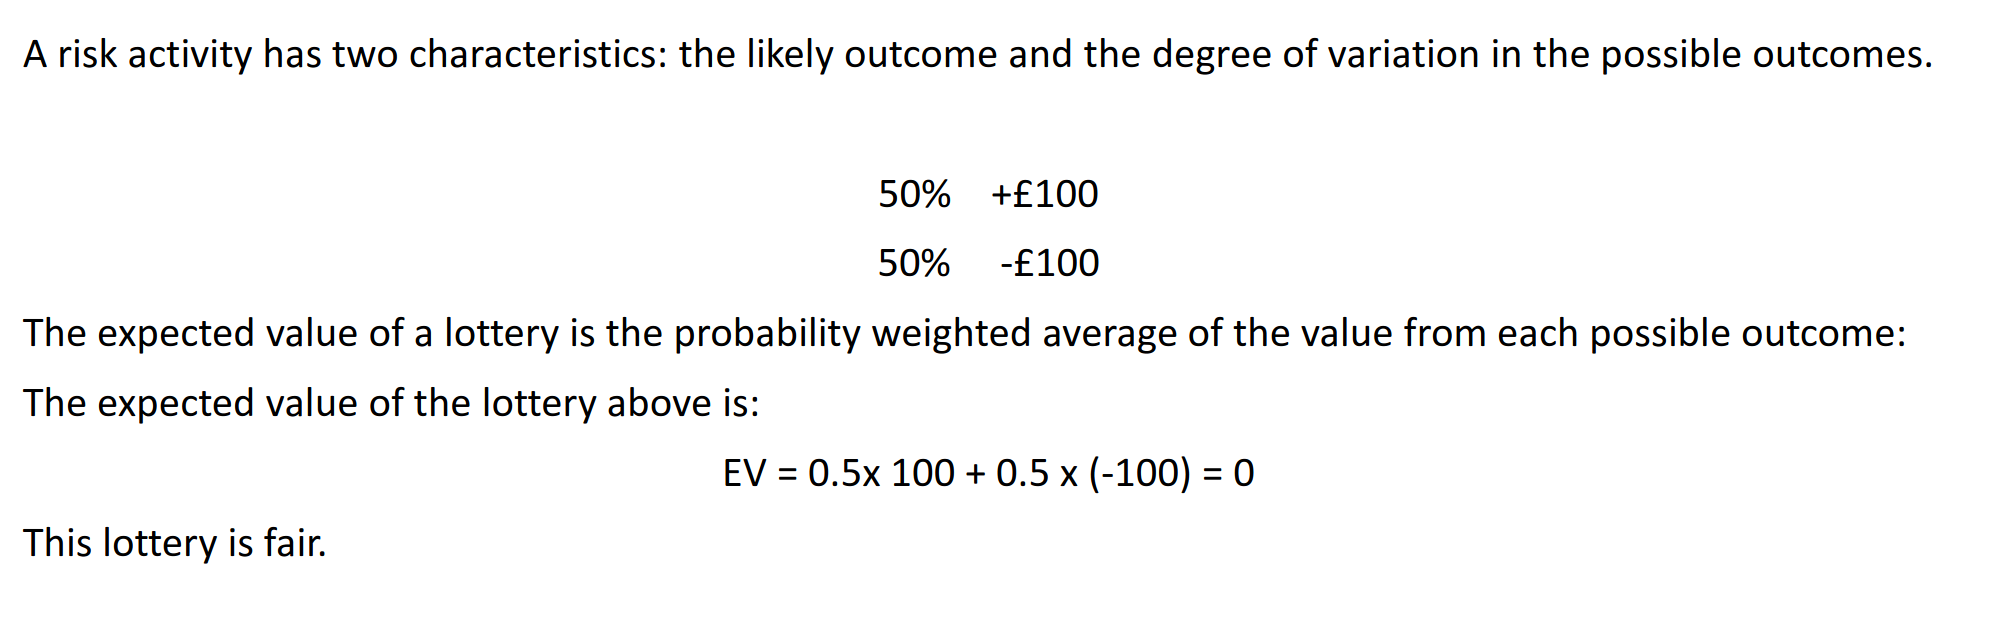 A risk activity has two characteristics: the likely outcome and the degree of variation in the possible outcomes.
50% +£100
50% -£100
The expected value of a lottery is the probability weighted average of the value from each possible outcome:
The expected value of the lottery above is:
EV = 0.5x 100 + 0.5 x (-100) = 0
This lottery is fair.